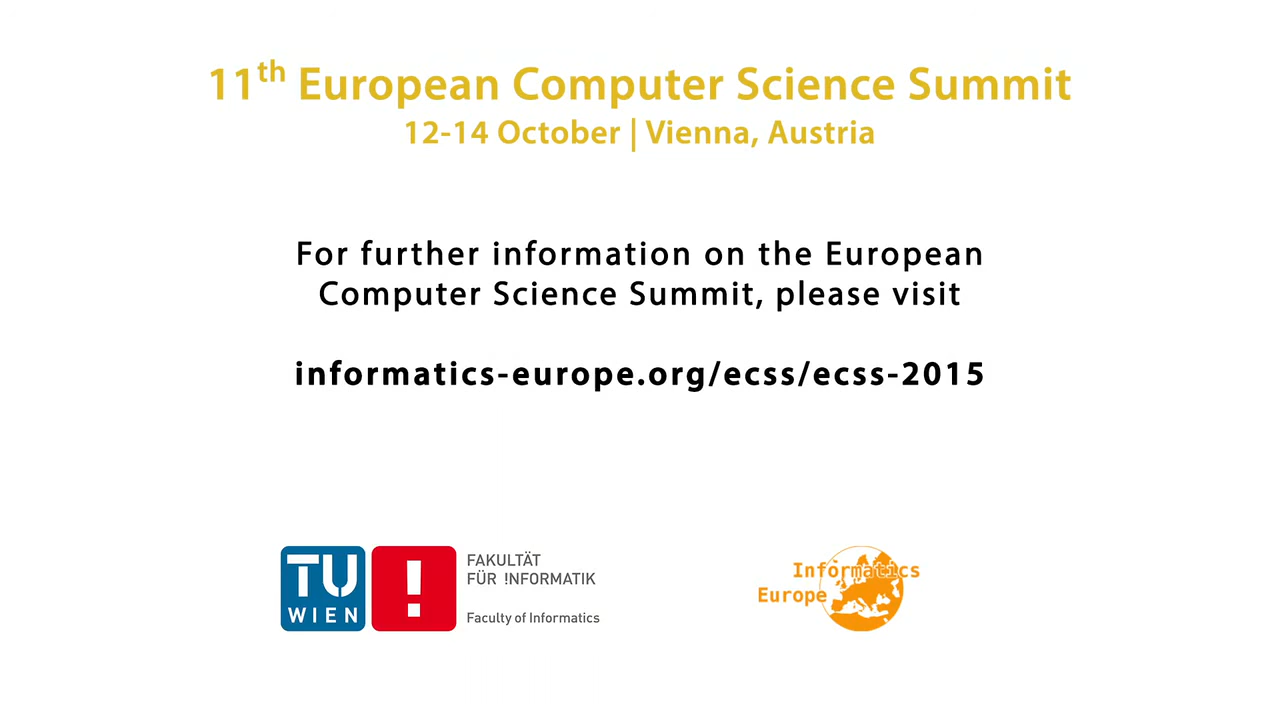 11th European Computer Science Summit
12-14 October | Vienna, Austria
For further information on the European
Computer Science Summit, please visit
informatics-europe.org/ecss/ecss-2015
TU
WIEN
!
FAKULTÄT
FÜR !NFORMATIK
Faculty of Informatics
Informatics
Europe